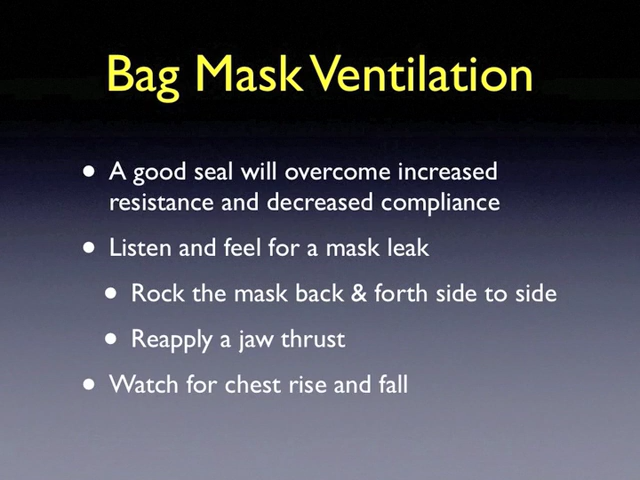 Bag Mask Ventilation
• A good seal will overcome increased
resistance and decreased compliance
• Listen and feel for a mask leak
• Rock the mask back & forth side to side
• Reapply a jaw thrust
• Watch for chest rise and fall